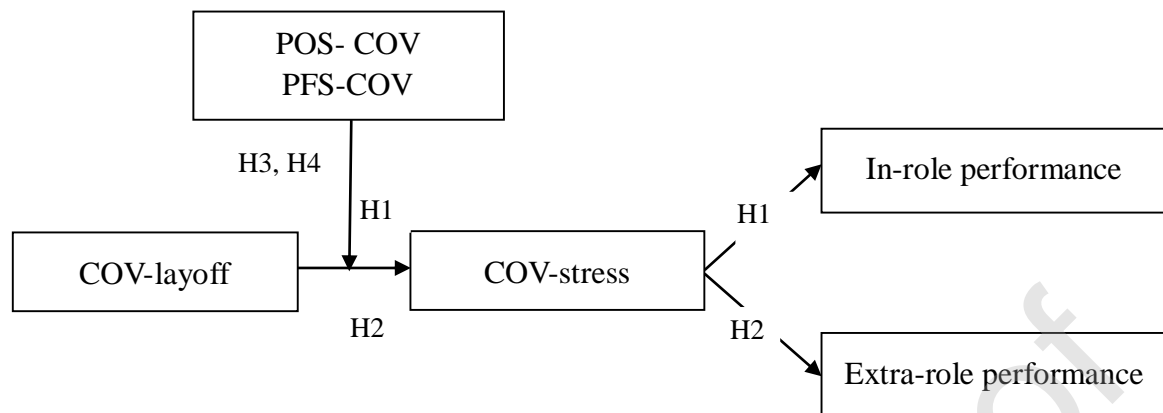 POS- COV
PFS-COV
H3, H4
H1
COV-layoff
COV-stress
H2
H1
In-role performance
H2
Extra-role performance